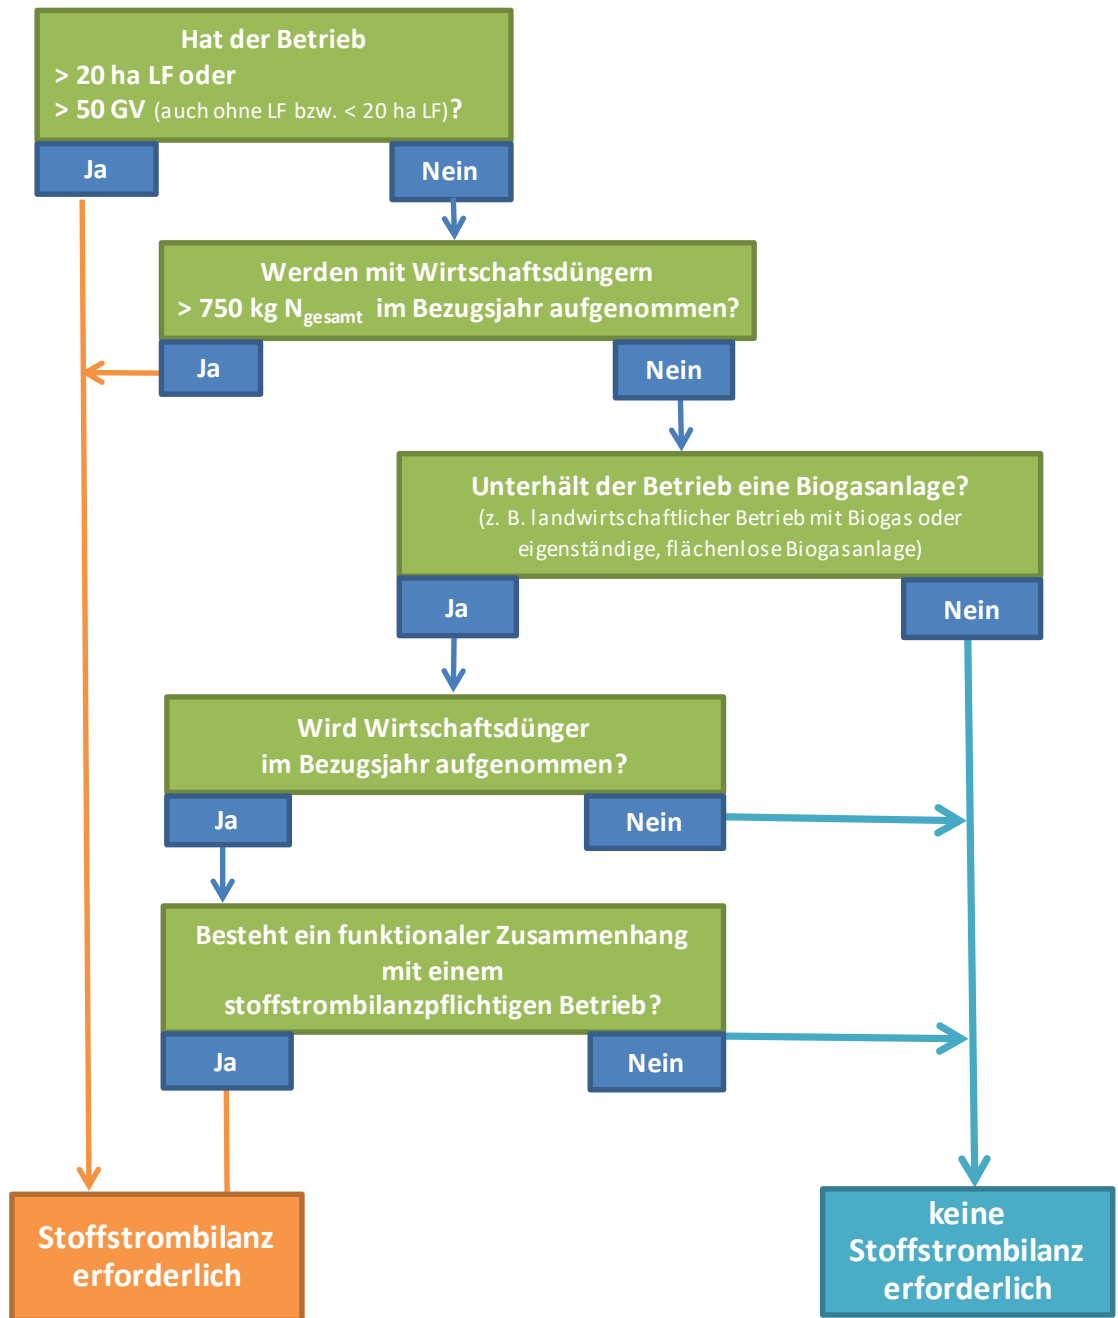 Hat der Betrieb
> 20 ha LF oder
> 50 GV (auch ohne LF bzw. < 20 ha LF)?
Ja
Nein
Werden mit Wirtschaftsdüngern
> 750 kg Ngesamt im Bezugsjahr aufgenommen?
Ja
Nein
Unterhält der Betrieb eine Biogasanlage?
(z. B. landwirtschaftlicher Betrieb mit Biogas oder
eigenständige, flächenlose Biogasanlage)
Ja
Nein
Wird Wirtschaftsdünger
im Bezugsjahr aufgenommen?
Ja
Nein
Besteht ein funktionaler Zusammenhang
mit einem
stoffstrombilanzpflichtigen Betrieb?
Ja
Nein
Stoffstrombilanz
erforderlich
keine
Stoffstrombilanz
erforderlich